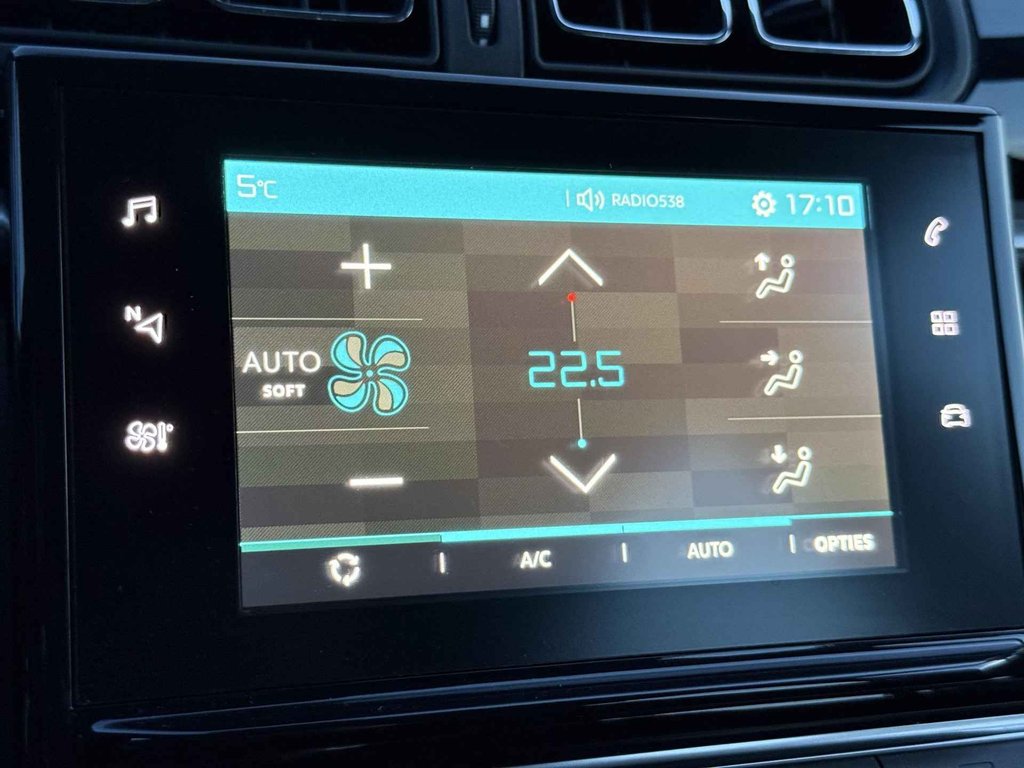 5°C
RADIO538
17:10
N
AUTO
SOFT
22.5
A/C
AUTO
OPTIES